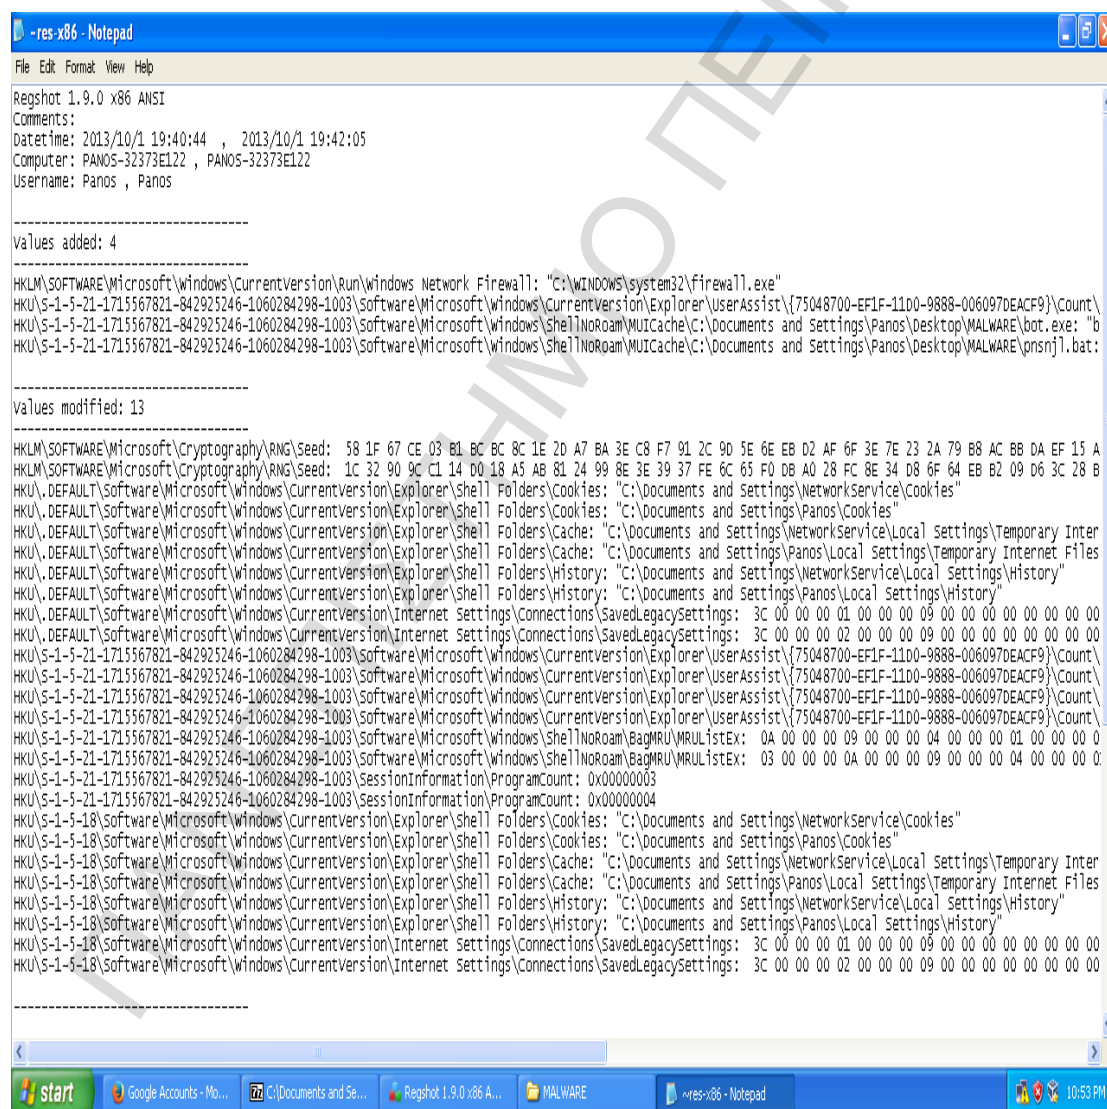 ~res-x86 - Notepad
File Edit Format View Help
Regshot 1.9.0 x86 ANSI
Comments:
Datetime: 2013/10/1 19:40:44 , 2013/10/1 19:42:05
Computer: PANOS-32373E122 , PANOS-32373E122
Username: Panos , Panos
----------------------------------
Values added: 4
----------------------------------
HKLM\SOFTWARE\Microsoft\Windows\CurrentVersion\Run\Windows Network Firewall: "C:\WINDOWS\system32\firewall.exe"
HKU\S-1-5-21-1715567821-842925246-1060284298-1003\Software\Microsoft\Windows\CurrentVersion\Explorer\UserAssist\{75048700-EF1F-11D0-9888-006097DEACF9}\Count\
HKU\S-1-5-21-1715567821-842925246-1060284298-1003\Software\Microsoft\Windows\ShellNoRoam\MUICache\C:\Documents and Settings\Panos\Desktop\MALWARE\bot.exe: "b
HKU\S-1-5-21-1715567821-842925246-1060284298-1003\Software\Microsoft\Windows\ShellNoRoam\MUICache\C:\Documents and Settings\Panos\Desktop\MALWARE\pnsnjl.bat:
----------------------------------
Values modified: 13
----------------------------------
HKLM\SOFTWARE\Microsoft\Cryptography\RNG\Seed: 58 1F 67 CE 03 B1 BC BC 8C 1E 2D A7 BA 3E C8 F7 91 2C 9D 5E 6E EB D2 AF 6F 3E 7E 23 2A 79 B8 AC BB DA EF 15 A
HKLM\SOFTWARE\Microsoft\Cryptography\RNG\Seed: 1C 32 90 9C C1 14 0C 18 A5 AB 81 24 99 8E 3E 39 37 FE 6C 65 F0 DB A0 28 FC 8E 34 D8 6F 64 EB B2 09 D6 3C 28 B
HKU\.DEFAULT\Software\Microsoft\Windows\CurrentVersion\Explorer\Shell Folders\Cookies: "C:\Documents and Settings\NetworkService\Cookies"
HKU\.DEFAULT\Software\Microsoft\Windows\CurrentVersion\Explorer\Shell Folders\Cookies: "C:\Documents and Settings\Panos\Cookies"
HKU\.DEFAULT\Software\Microsoft\Windows\CurrentVersion\Explorer\Shell Folders\Cache: "C:\Documents and Settings\NetworkService\Local Settings\Temporary Inter
HKU\.DEFAULT\Software\Microsoft\Windows\CurrentVersion\Explorer\Shell Folders\Cache: "C:\Documents and Settings\Panos\Local Settings\Temporary Internet Files
HKU\.DEFAULT\Software\Microsoft\Windows\CurrentVersion\Explorer\Shell Folders\History: "C:\Documents and Settings\NetworkService\Local Settings\History"
HKU\.DEFAULT\Software\Microsoft\Windows\CurrentVersion\Explorer\Shell Folders\History: "C:\Documents and Settings\Panos\Local Settings\History"
HKU\.DEFAULT\Software\Microsoft\Windows\CurrentVersion\Internet Settings\Connections\SavedLegacySettings: 3C 00 00 00 01 00 00 00 09 00 00 00 00 00 00 00 00
HKU\.DEFAULT\Software\Microsoft\Windows\CurrentVersion\Internet Settings\Connections\SavedLegacySettings: 3C 00 00 00 02 00 00 00 09 00 00 00 00 00 00 00 00
HKU\S-1-5-21-1715567821-842925246-1060284298-1003\Software\Microsoft\Windows\CurrentVersion\Explorer\UserAssist\{75048700-EF1F-11D0-9888-006097DEACF9}\Count\
HKU\S-1-5-21-1715567821-842925246-1060284298-1003\Software\Microsoft\Windows\CurrentVersion\Explorer\UserAssist\{75048700-EF1F-11D0-9888-006097DEACF9}\Count\
HKU\S-1-5-21-1715567821-842925246-1060284298-1003\Software\Microsoft\Windows\CurrentVersion\Explorer\UserAssist\{75048700-EF1F-11D0-9888-006097DEACF9}\Count\
HKU\S-1-5-21-1715567821-842925246-1060284298-1003\Software\Microsoft\Windows\CurrentVersion\Explorer\UserAssist\{75048700-EF1F-11D0-9888-006097DEACF9}\Count\
HKU\S-1-5-21-1715567821-842925246-1060284298-1003\Software\Microsoft\Windows\ShellNoRoam\BagMRU\MRUListEx: 0A 00 00 00 09 00 00 00 04 00 00 00 01 00 00 00 0
HKU\S-1-5-21-1715567821-842925246-1060284298-1003\Software\Microsoft\Windows\ShellNoRoam\BagMRU\MRUListEx: 03 00 00 00 0A 00 00 00 09 00 00 00 04 00 00 00 0
HKU\S-1-5-21-1715567821-842925246-1060284298-1003\SessionInformation\ProgramCount: 0x00000003
HKU\S-1-5-21-1715567821-842925246-1060284298-1003\SessionInformation\ProgramCount: 0x00000004
HKU\S-1-5-18\Software\Microsoft\Windows\CurrentVersion\Explorer\Shell Folders\Cookies: "C:\Documents and Settings\NetworkService\Cookies"
HKU\S-1-5-18\Software\Microsoft\Windows\CurrentVersion\Explorer\Shell Folders\Cookies: "C:\Documents and Settings\Panos\Cookies"
HKU\S-1-5-18\Software\Microsoft\Windows\CurrentVersion\Explorer\Shell Folders\Cache: "C:\Documents and Settings\NetworkService\Local Settings\Temporary Inter
HKU\S-1-5-18\Software\Microsoft\Windows\CurrentVersion\Explorer\Shell Folders\Cache: "C:\Documents and Settings\Panos\Local Settings\Temporary Internet Files
HKU\S-1-5-18\Software\Microsoft\Windows\CurrentVersion\Explorer\Shell Folders\History: "C:\Documents and Settings\NetworkService\Local Settings\History"
HKU\S-1-5-18\Software\Microsoft\Windows\CurrentVersion\Explorer\Shell Folders\History: "C:\Documents and Settings\Panos\Local Settings\History"
HKU\S-1-5-18\Software\Microsoft\Windows\CurrentVersion\Internet Settings\Connections\SavedLegacySettings: 3C 00 00 00 01 00 00 00 09 00 00 00 00 00 00 00 00
HKU\S-1-5-18\Software\Microsoft\Windows\CurrentVersion\Internet Settings\Connections\SavedLegacySettings: 3C 00 00 00 02 00 00 00 09 00 00 00 00 00 00 00 00
----------------------------------
start Google Accounts - Mo... C:\Documents and Se... Regshot 1.9.0 x86 A... MALWARE ~res-x86 - Notepad 10:53 PM
ΠΑΝΕΠΙΣΤΗΜΙΟ ΠΕΙ